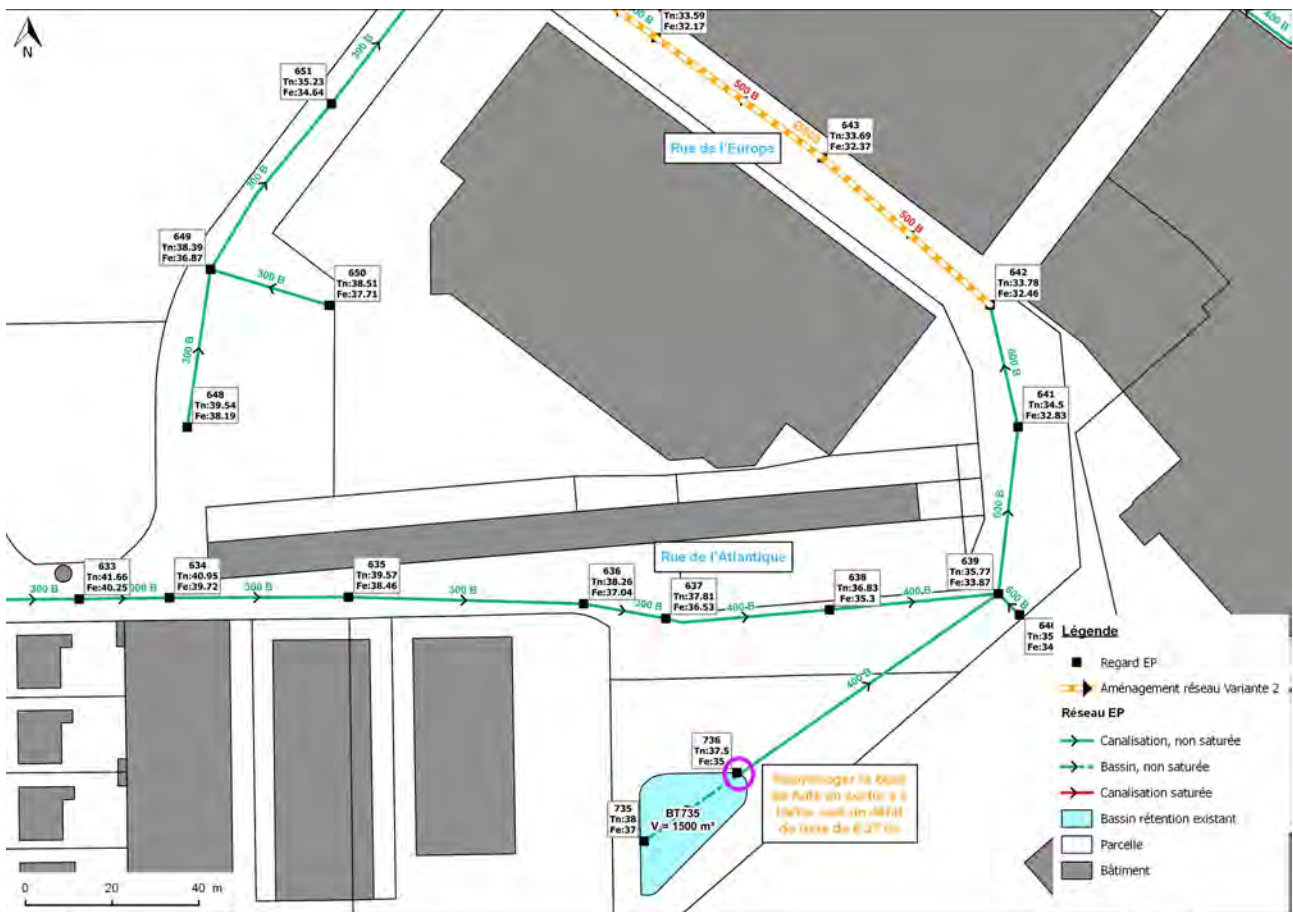 N
Tn:33.59
Fe:32.17
400 B
300 B
651
Tn:35.23
Fe:34.64
500 B
643
Tn:33.69
Fe:32.37
Rue de l'Europe
300 B
500 B
649
Tn:38.39
Fe:36.87
300 B
650
Tn:38.51
Fe:37.71
642
Tn:33.78
Fe:32.46
300 B
600 B
648
Tn:39.54
Fe:38.19
641
Tn:34.5
Fe:32.83
600 B
Rue de l'Atlantique
633
Tn:41.66
Fe:40.25
634
Tn:40.95
Fe:39.72
635
Tn:39.57
Fe:38.46
636
Tn:38.26
Fe:37.04
637
Tn:37.81
Fe:36.53
638
Tn:36.83
Fe:35.3
639
Tn:35.77
Fe:33.87
300 B
300 B
300 B
300 B
300 B
400 B
400 B
600 B
Tn:35
Fe:34
400 B
736
Tn:37.5
Fe:35
735
Tn:38
Fe:37
BT735
= 1500 m³
de
0 20 40 m
Légende
Regard EP
Aménagement réseau Variante 2
Réseau EP
Canalisation, non saturée
Bassin, non saturée
Canalisation saturée
Bassin rétention existant
Parcelle
Bâtiment